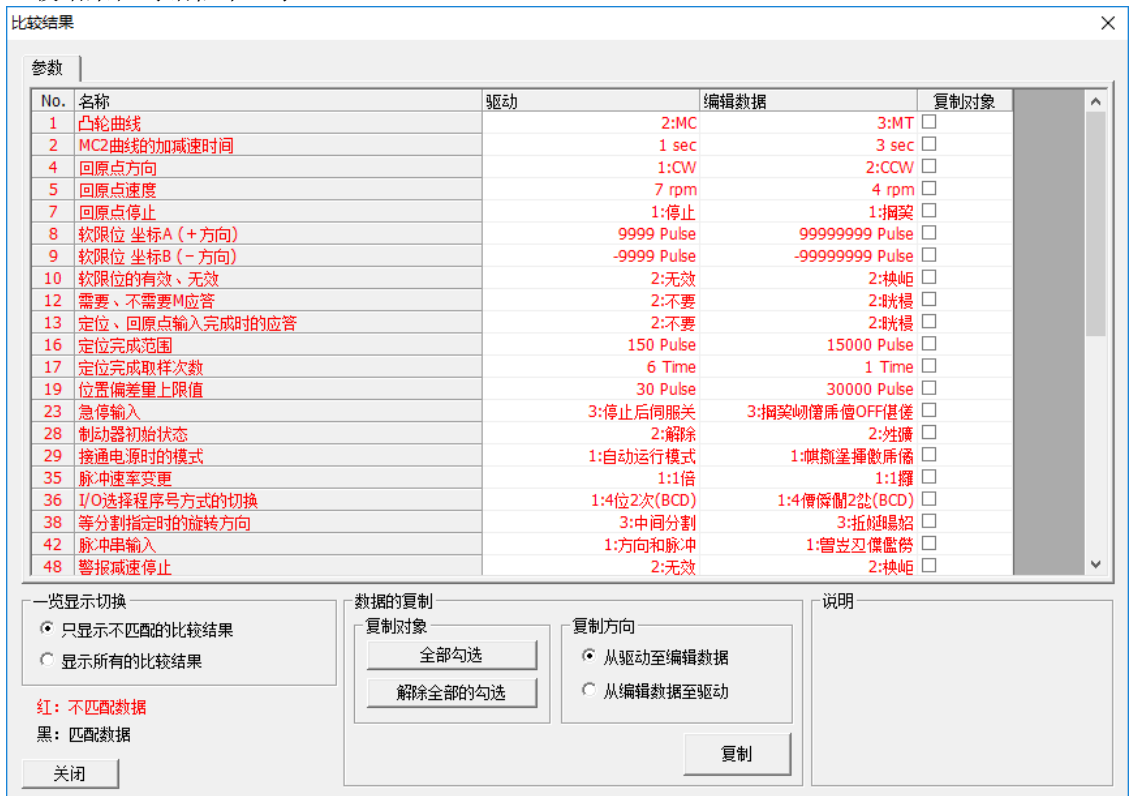 比较结果
参数
No. 名称 驱动 编辑数据 复制对象
1 凸轮曲线 2:MC 3:MT
2 MC2曲线的加减速时间 1 sec 3 sec
4 回原点方向 1:CW 2:CCW
5 回原点速度 7 rpm 4 rpm
7 回原点停止 1:停止 1:掆奜
8 软限位 坐标A（＋方向） 9999 Pulse 99999999 Pulse
9 软限位 坐标B（－方向） -9999 Pulse -99999999 Pulse
10 软限位的有效、无效 2:无效 2:柍岠
12 需要、不需要M应答 2:不要 2:晄梫
13 定位、回原点输入完成时的应答 2:不要 2:晄梫
16 定位完成范围 150 Pulse 15000 Pulse
17 定位完成取样次数 6 Time 1 Time
19 位置偏差量上限值 30 Pulse 30000 Pulse
23 急停输入 3:停止后伺服关
28 制动器初始状态 2:解除
29 接通电源时的模式 1:自动运行模式
35 脉冲速率变更 1:1倍
36 I/O选择程序号方式的切换 1:4位2次(BCD)
38 等分割指定时的旋转方向 3:中间分割
42 脉冲串输入 1:方向和脉冲
48 警报减速停止 2:无效 2:柍岠
一览显示切换
只显示不匹配的比较结果
显示所有的比较结果
红：不匹配数据
黑：匹配数据
关闭
数据的复制
复制对象
全部勾选
解除全部的勾选
复制方向
从驱动至编辑数据
从编辑数据至驱动
复制
说明